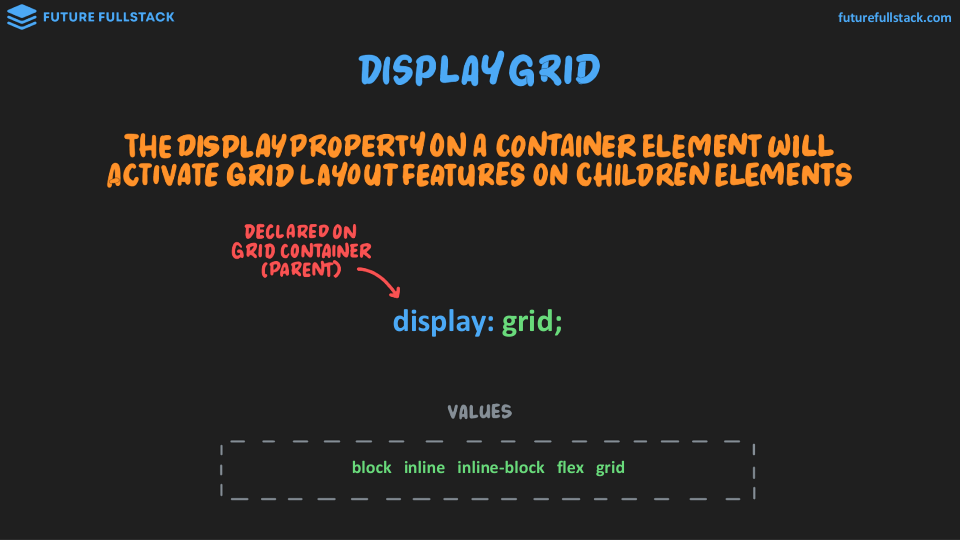 FUTURE FULLSTACK
futurefullstack.com
DISPLAY GRID
THE DISPLAY PROPERTY ON A CONTAINER ELEMENT WILL
ACTIVATE GRID LAYOUT FEATURES ON CHILDREN ELEMENTS
DECLARED ON
GRID CONTAINER
(PARENT)
display: grid;
VALUES
block inline inline-block flex grid